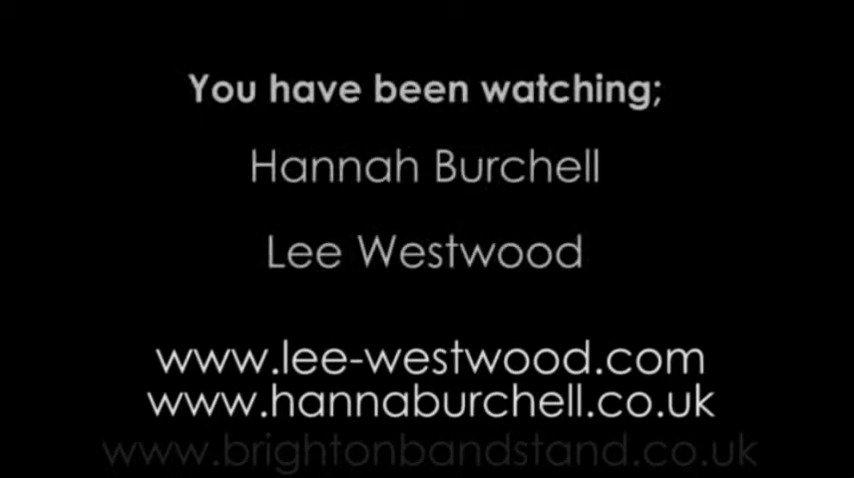 You have been watching;
Hannah Burchell
Lee Westwood
www.lee-westwood.com
www.hannaburchell.co.uk
www.brightonbandstand.co.uk